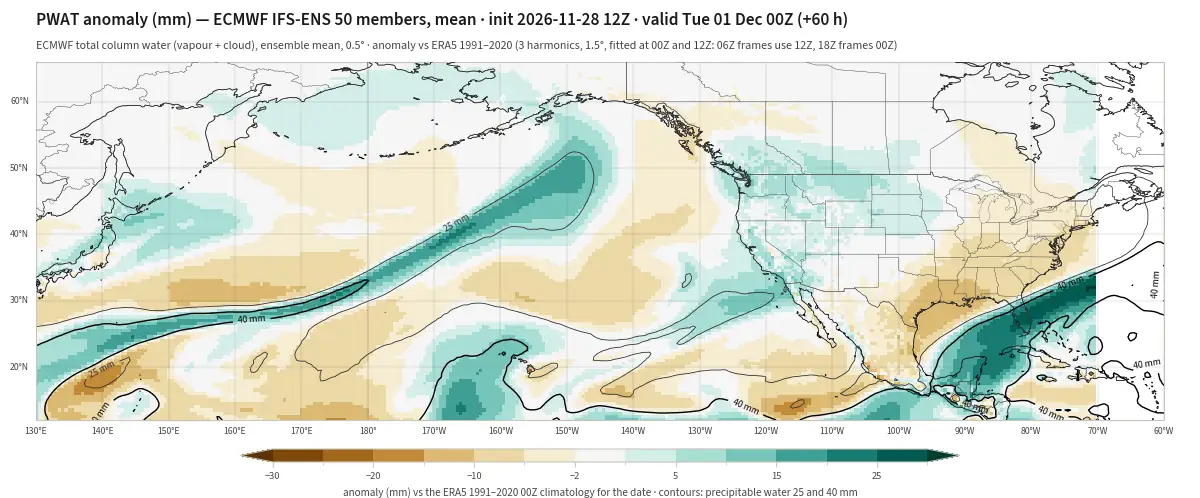 PWAT anomaly (mm) — ECMWF IFS-ENS 50 members, mean · init 2026-11-28 12Z · valid Tue 01 Dec 00Z (+60 h)
ECMWF total column water (vapour + cloud), ensemble mean, 0.5° · anomaly vs ERA5 1991–2020 (3 harmonics, 1.5°, fitted at 00Z and 12Z: 06Z frames use 12Z, 18Z frames 00Z)
60°N
50°N
25 mm
40°N
40 mm
40 mm
30°N
40 mm
20°N
25 mm
40 mm
40 mm
40 mm
40 mm
0 mm
130°E 140°E 150°E 160°E 170°E 180° 170°W 160°W 150°W 140°W 130°W 120°W 110°W 100°W 90°W 80°W 70°W 60°W
−30 −20 −10 −2 5 15 25
anomaly (mm) vs the ERA5 1991–2020 00Z climatology for the date · contours: precipitable water 25 and 40 mm